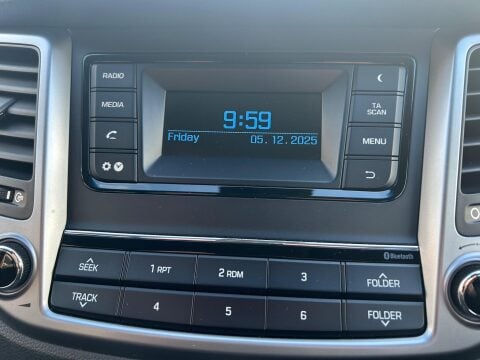 RADIO
MEDIA
9:59
Friday 05.12.2025
TA
SCAN
MENU
Bluetooth
SEEK 1 RPT 2 RDM 3 FOLDER
TRACK 4 5 6 FOLDER